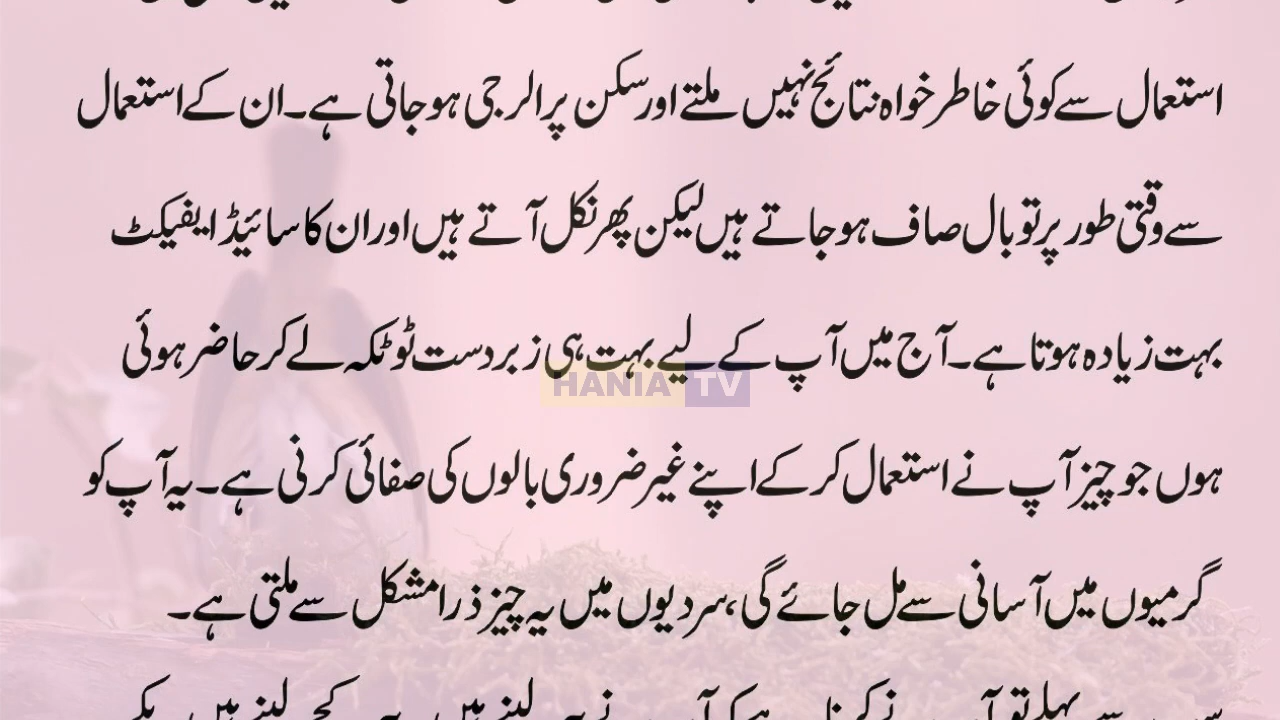 استعمال سے کوئی خاطر خواہ نتائج نہیں ملتے اور سکن پر الرجی ہو جاتی ہے۔ ان کے استعمال
سے وقتی طور پر تو بال صاف ہو جاتے ہیں لیکن پھر نکل آتے ہیں اور ان کا سائیڈ ایفیکٹ
بہت زیادہ ہوتا ہے۔ آج میں آپ کے لیے بہت ہی زبردست ٹوٹکہ لے کر حاضر ہوئی
HANIA TV
ہوں جو چیز آپ نے استعمال کر کے اپنے غیر ضروری بالوں کی صفائی کرنی ہے۔ یہ آپ کو
گرمیوں میں آسانی سے مل جائے گی، سردیوں میں یہ چیز ذرا مشکل سے ملتی ہے۔